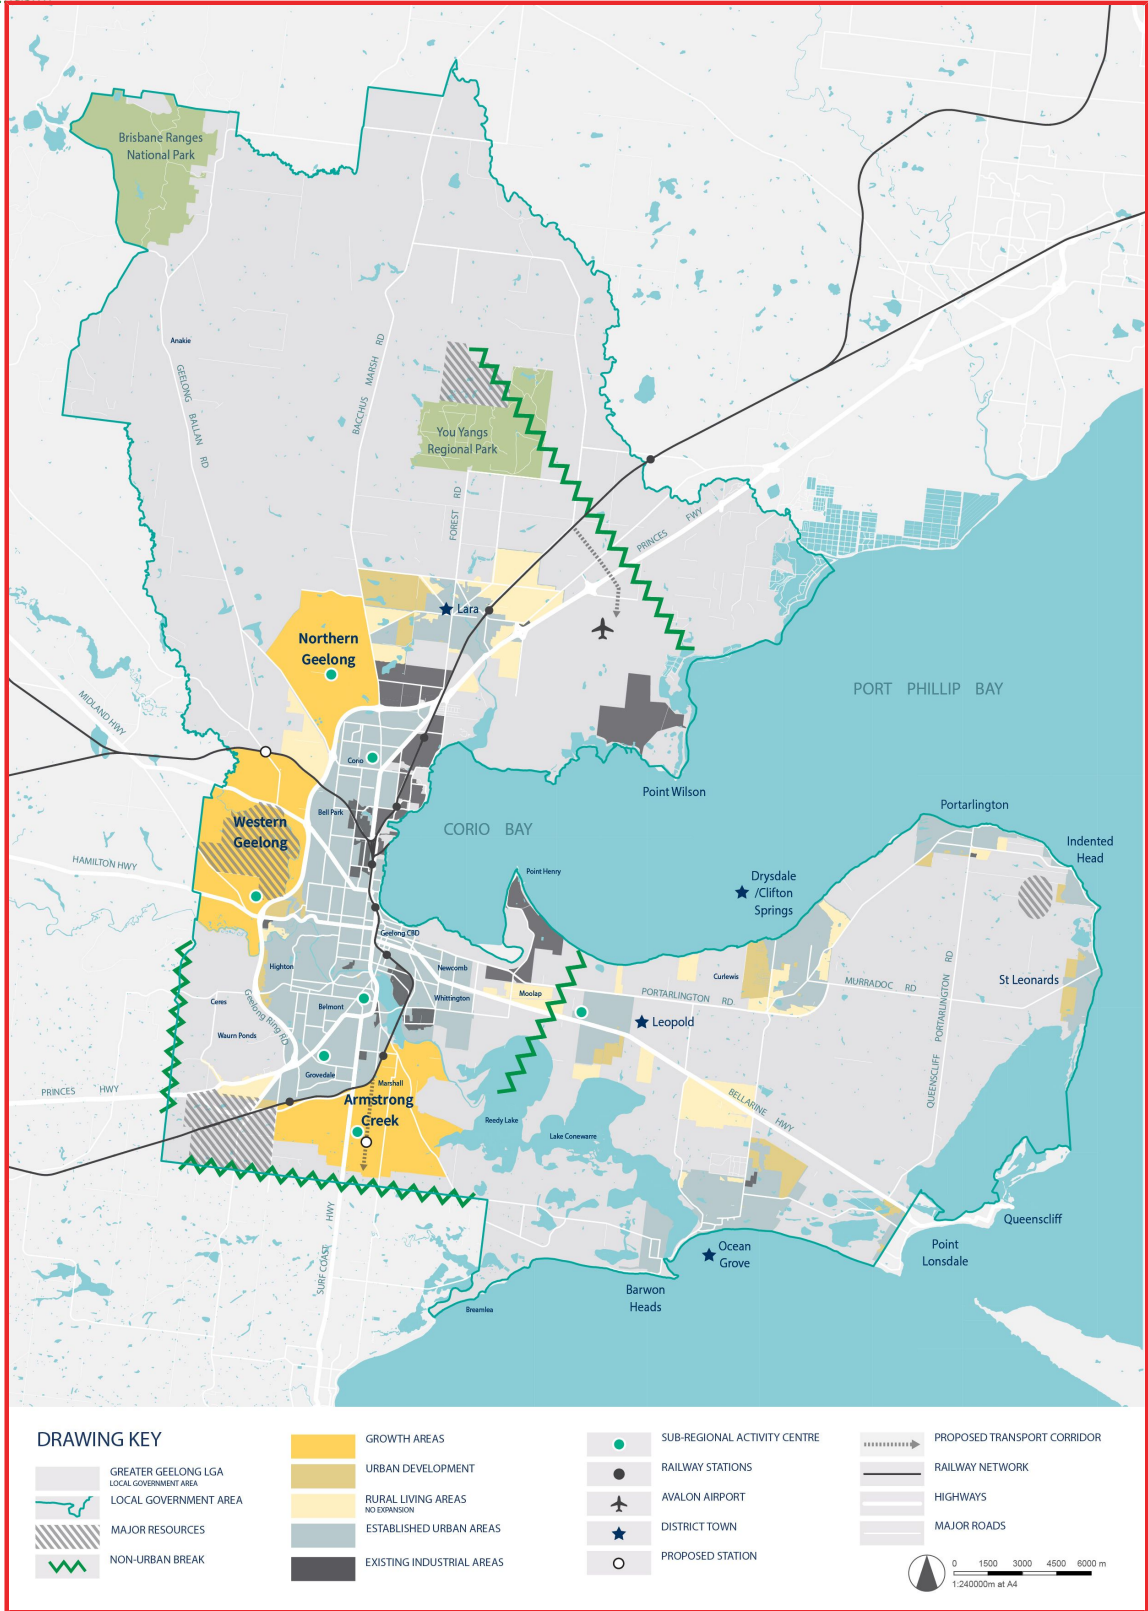 Brisbane Ranges
National Park
Anakie
GEELONG BALLAN RD
BACCHUS MARSH RD
You Yangs
Regional Park
FOREST RD
PRINCES FWY
Lara
Northern
Geelong
MIDLAND HWY
PORT PHILLIP BAY
Corio
Point Wilson
Bell Park
Western
Geelong
CORIO BAY
Portarlington
Indented
Head
HAMILTON HWY
Point Henry
Drysdale
/Clifton
Springs
Geelong CBD
Highton
Newcomb
Curlewis
MURRADOC RD
St Leonards
Ceres
Geelong Ring RD
Belmont
Whittington
Moolap
PORTARLINGTON RD
QUEENSCLIFF PORTARLINGTON RD
Leopold
Waurn Ponds
Grovedale
Marshall
PRINCES HWY
Armstrong
Creek
BELLARINE HWY
Reedy Lake
Lake Conewarre
SURF COAST HWY
Queenscliff
Point
Lonsdale
Ocean
Grove
Barwon
Heads
Breamlea
DRAWING KEY
GREATER GEELONG LGA
LOCAL GOVERNMENT AREA
LOCAL GOVERNMENT AREA
MAJOR RESOURCES
NON-URBAN BREAK
GROWTH AREAS
URBAN DEVELOPMENT
RURAL LIVING AREAS
NO EXPANSION
ESTABLISHED URBAN AREAS
EXISTING INDUSTRIAL AREAS
SUB-REGIONAL ACTIVITY CENTRE
RAILWAY STATIONS
AVALON AIRPORT
DISTRICT TOWN
PROPOSED STATION
PROPOSED TRANSPORT CORRIDOR
RAILWAY NETWORK
HIGHWAYS
MAJOR ROADS
0 1500 3000 4500 6000 m
1:240000m at A4